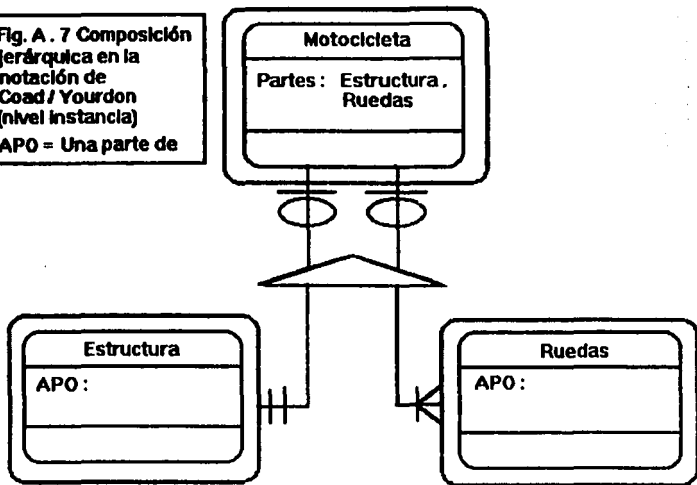 Fig. A . 7 Composición
jerárquica en la
notación de
Coad / Yourdon
(nivel instancia)
APO = Una parte de
Motocicleta
Partes : Estructura .
Ruedas
Estructura
APO :
Ruedas
APO :